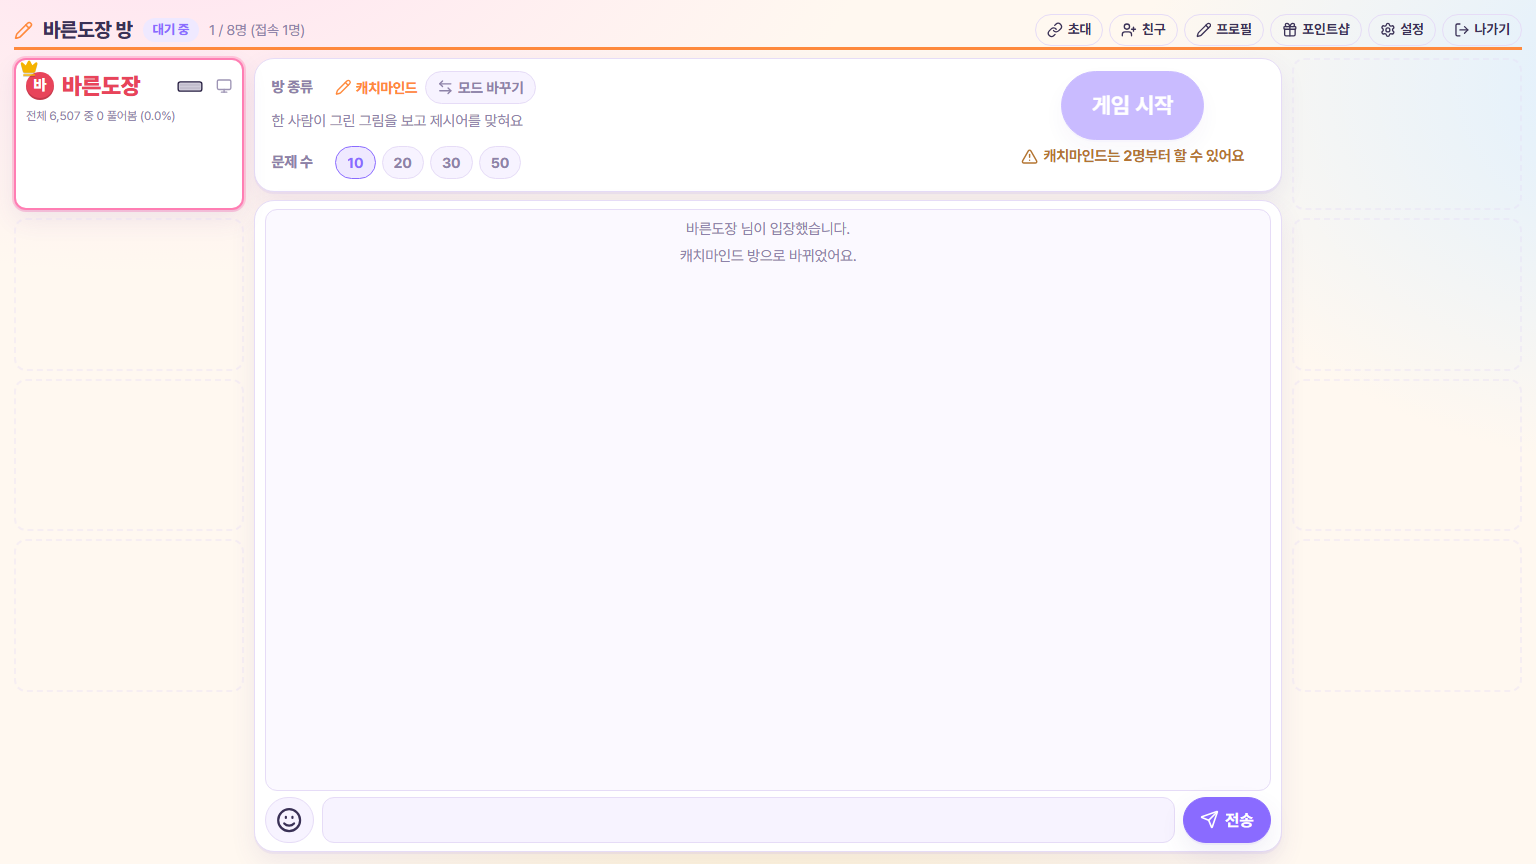 바른도장 방 대기 중 1 / 8명 (접속 1명) 초대 친구 프로필 포인트샵 설정 나가기
바 바른도장
전체 6,507 중 0 풀어봄 (0.0%)
방 종류 캐치마인드 모드 바꾸기
한 사람이 그린 그림을 보고 제시어를 맞혀요
문제 수 10 20 30 50
게임 시작
캐치마인드는 2명부터 할 수 있어요
바른도장 님이 입장했습니다.
캐치마인드 방으로 바뀌었어요.
전송